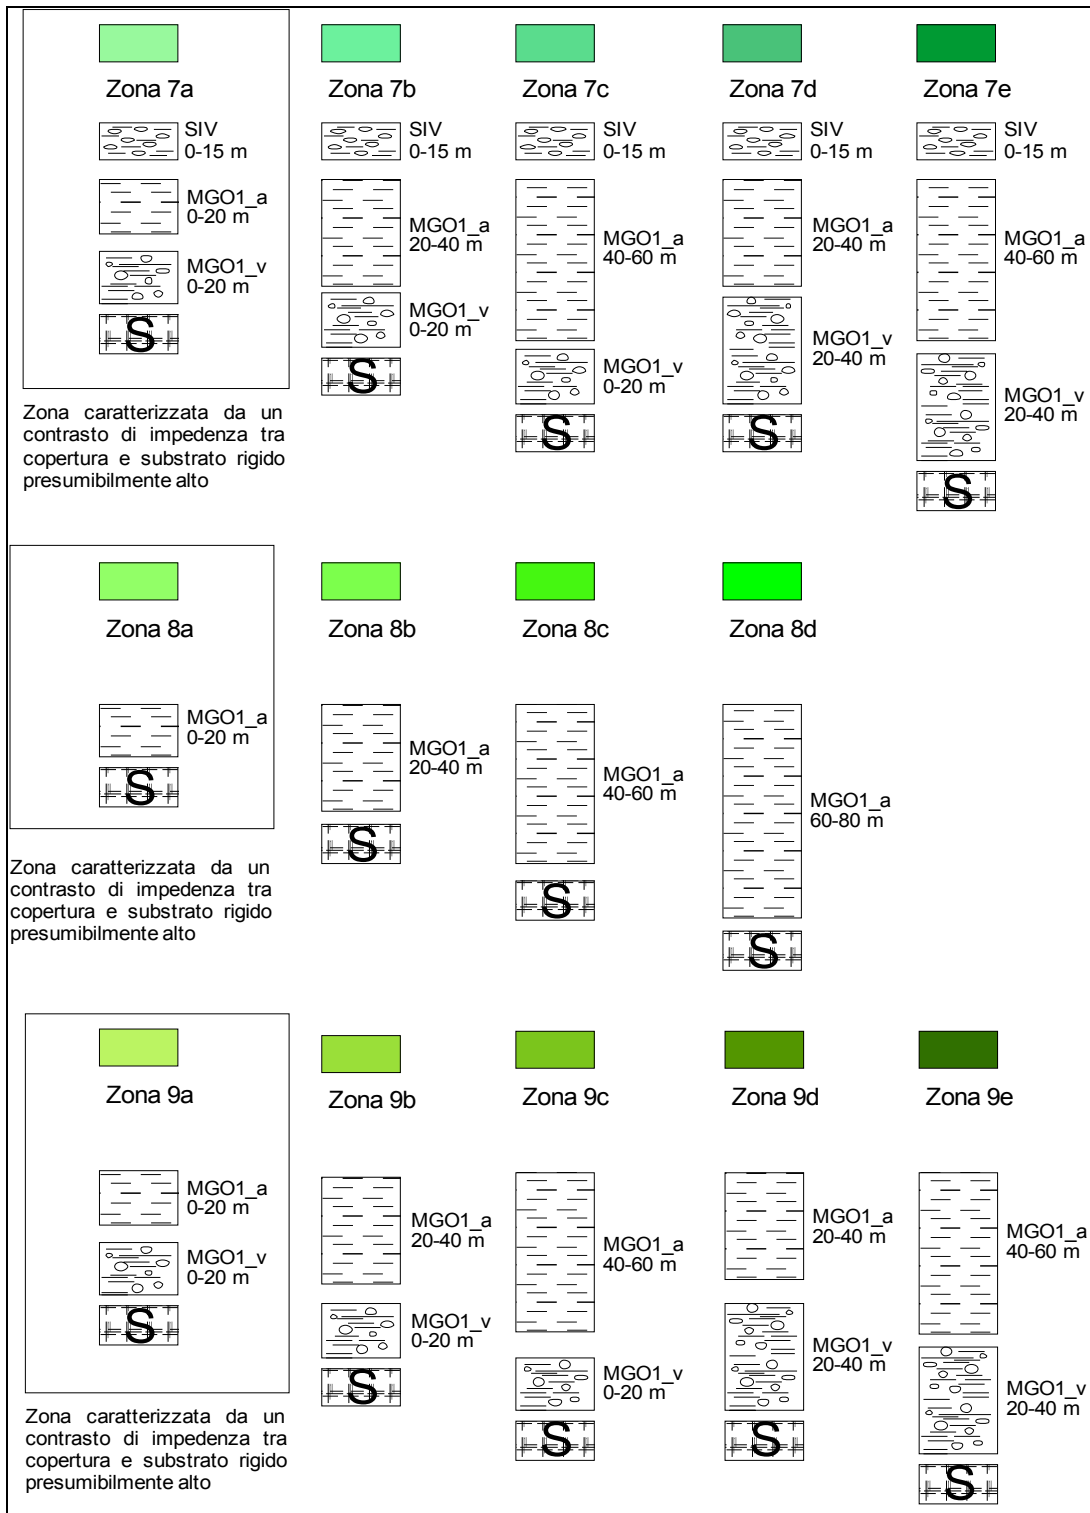 Zona 7a
Zona 7b
Zona 7c
Zona 7d
Zona 7e
SIV
0-15 m
SIV
0-15 m
SIV
0-15 m
SIV
0-15 m
SIV
0-15 m
MGO1_a
0-20 m
MGO1_a
20-40 m
MGO1_a
40-60 m
MGO1_a
20-40 m
MGO1_a
40-60 m
MGO1_v
0-20 m
MGO1_v
0-20 m
MGO1_v
0-20 m
MGO1_v
20-40 m
MGO1_v
20-40 m
S
S
S
S
S
Zona caratterizzata da un
contrasto di impedenza tra
copertura e substrato rigido
presumibilmente alto
Zona 8a
Zona 8b
Zona 8c
Zona 8d
MGO1_a
0-20 m
MGO1_a
20-40 m
MGO1_a
40-60 m
MGO1_a
60-80 m
S
S
S
S
Zona caratterizzata da un
contrasto di impedenza tra
copertura e substrato rigido
presumibilmente alto
Zona 9a
Zona 9b
Zona 9c
Zona 9d
Zona 9e
MGO1_a
0-20 m
MGO1_a
20-40 m
MGO1_a
40-60 m
MGO1_a
20-40 m
MGO1_a
40-60 m
MGO1_v
0-20 m
MGO1_v
0-20 m
MGO1_v
0-20 m
MGO1_v
20-40 m
MGO1_v
20-40 m
S
S
S
S
S
Zona caratterizzata da un
contrasto di impedenza tra
copertura e substrato rigido
presumibilmente alto